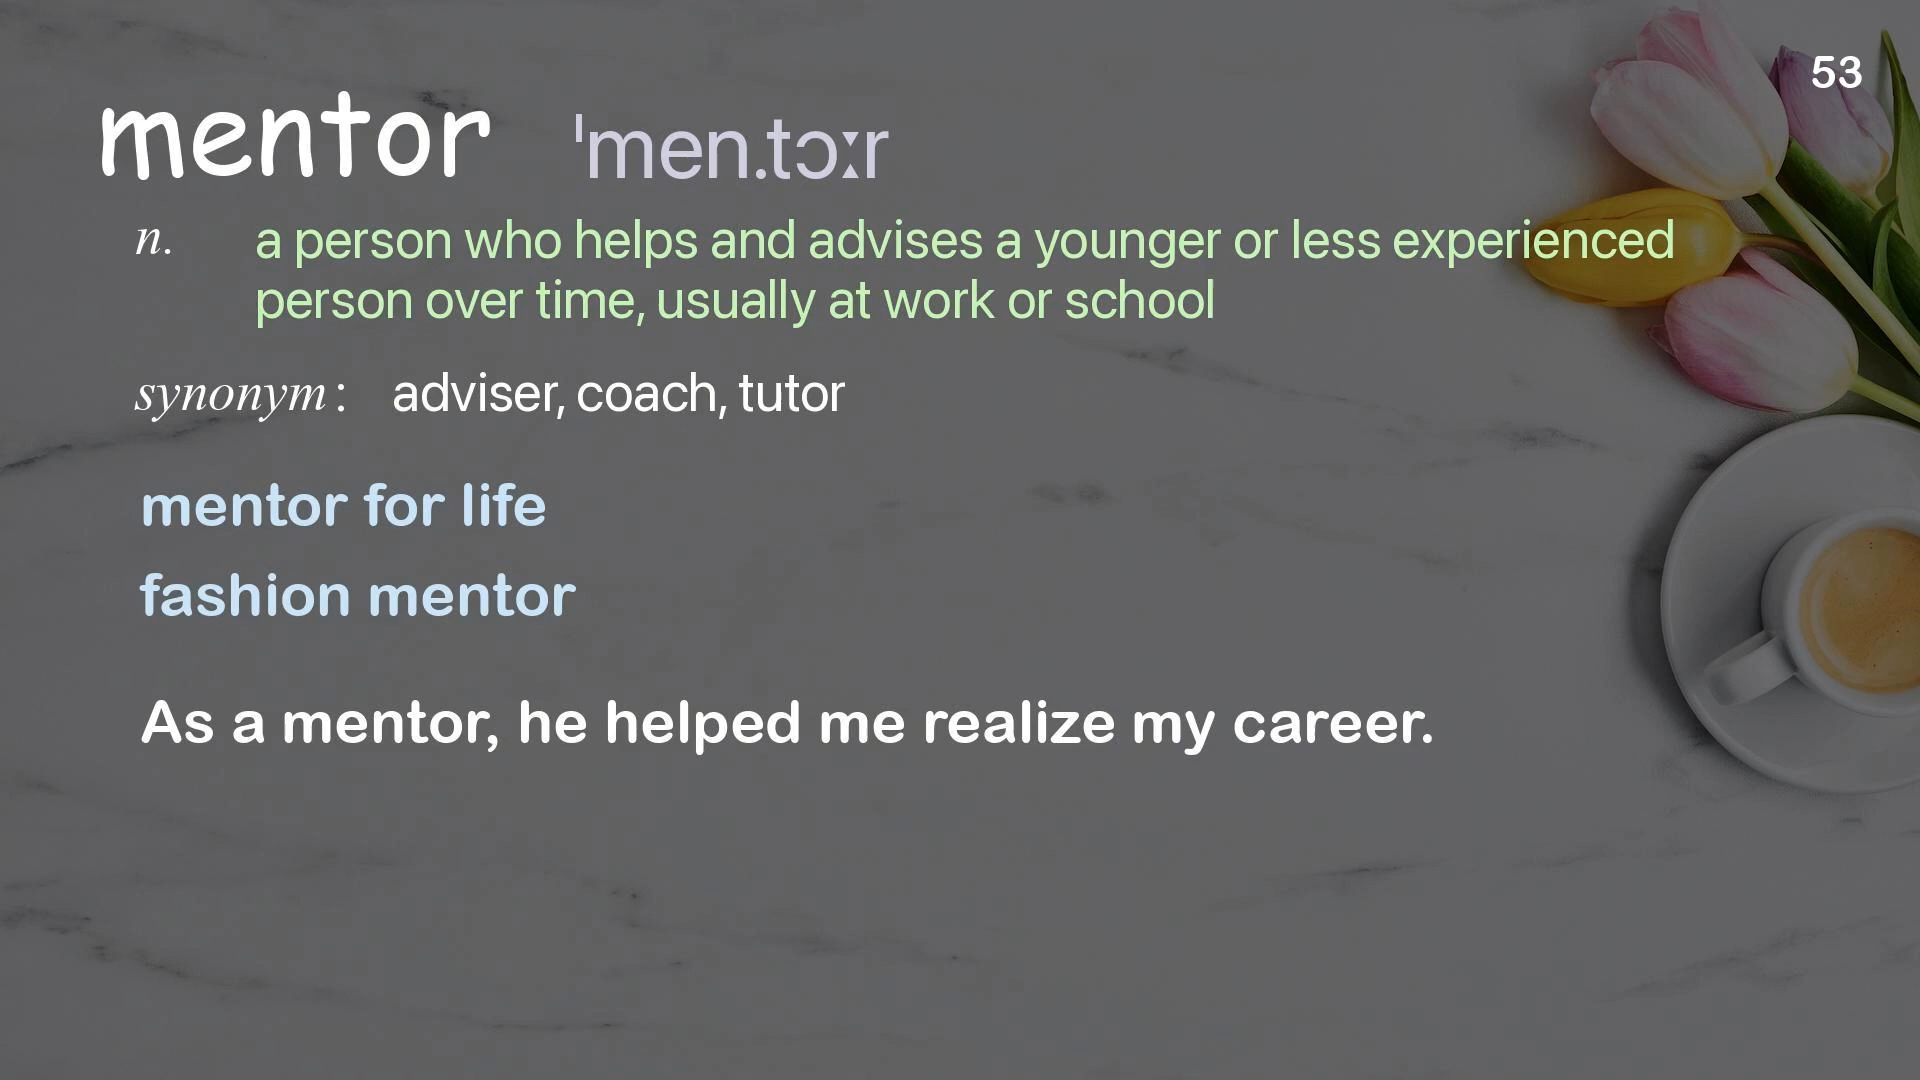 53
mentor ˈmen.tɔːr
n. a person who helps and advises a younger or less experienced
person over time, usually at work or school
synonym: adviser, coach, tutor
mentor for life
fashion mentor
As a mentor, he helped me realize my career.